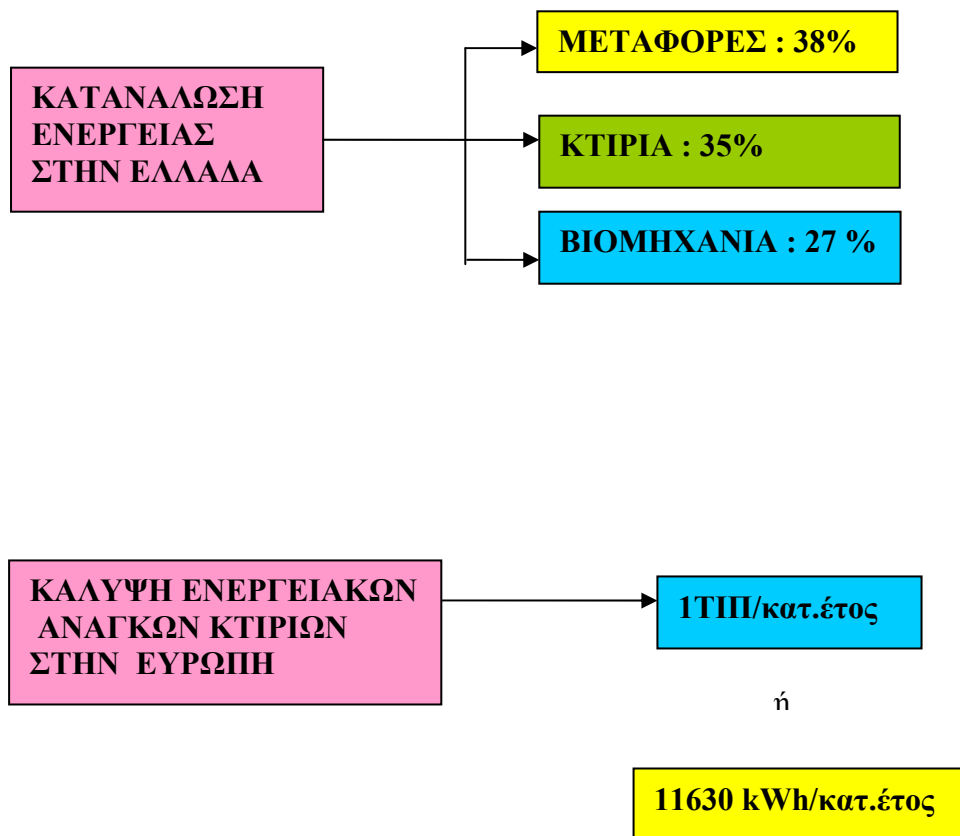 ΚΑΤΑΝΑΛΩΣΗ
ΕΝΕΡΓΕΙΑΣ
ΣΤΗΝ ΕΛΛΑΔΑ
ΜΕΤΑΦΟΡΕΣ : 38%
ΚΤΙΡΙΑ : 35%
ΒΙΟΜΗΧΑΝΙΑ : 27 %
ΚΑΛΥΨΗ ΕΝΕΡΓΕΙΑΚΩΝ
ΑΝΑΓΚΩΝ ΚΤΙΡΙΩΝ
ΣΤΗΝ ΕΥΡΩΠΗ
1ΤΙΠ/κατ.έτος
ή
11630 kWh/κατ.έτος